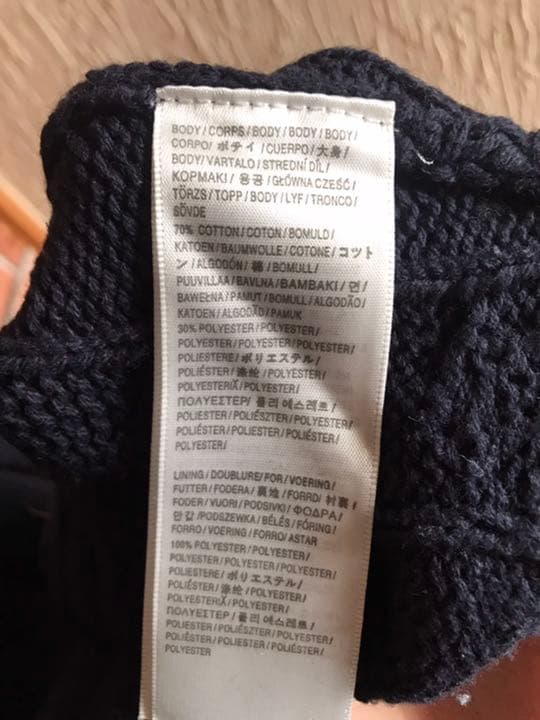 BODY/CORPS/BODY/BODY/BODY/
CORPO/ボディ/CUERPO/大身/
BODY/VARTALO/STREDNÍ DÍL/
ΚΟΡΜΑΚΙ/용공/GŁÓWNA CZEŚĆ/
TÖRZS/TOPP/BODY/LYF/TRONCO/
GÖVDE
70% COTTON/COTON/BOMULD/
KATOEN/BAUMWOLLE/COTONE/コット
ン/ALGODÓN/棉/BOMULL/
PUUVILLAA/BAVLNA/BAMBAKI/면/
BAWEŁNA/PAMUT/BOMULL/ALGODÃO/
KATOEN/ALGODÃO/PAMUK
30% POLYESTER/POLYESTER/
POLYESTER/POLYESTER/POLYESTER/
POLIESTERE/ポリエステル/
POLIÉSTER/涤纶/POLYESTER/
POLYESTERIÄ/POLYESTER/
ΠΟΛΥΕΣΤΕΡ/폴리에스테르/
POLIESTER/POLIÉSZTER/POLYESTER/
POLIÉSTER/POLIESTER/POLIÉSTER/
POLYESTER/
LINING/DOUBLURE/FOR/VOERING/
FUTTER/FODERA/裏地/FORRO/衬裏/
FODER/VUORI/PODSIVKI/ΦΟΔΡΑ/
안감/PODSZEWKA/BÉLÉS/FÓRING/
FORRO/VOERING/FORRO/ASTAR
100% POLYESTER/POLYESTER/
POLYESTER/POLYESTER/POLYESTER/
POLIESTERE/ポリエステル/
POLIÉSTER/涤纶/POLYESTER/
POLYESTERIÄ/POLYESTER/
ΠΟΛΥΕΣΤΕΡ/폴리에스테르/
POLIESTER/POLIÉSZTER/POLYESTER/
POLIÉSTER/POLIESTER/POLIÉSTER/
POLYESTER